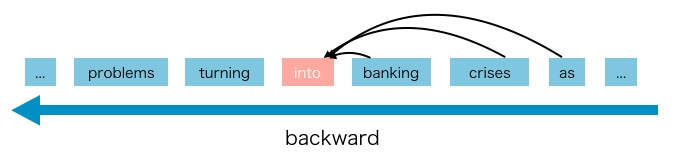 ... problems turning into banking crises as ...
backward